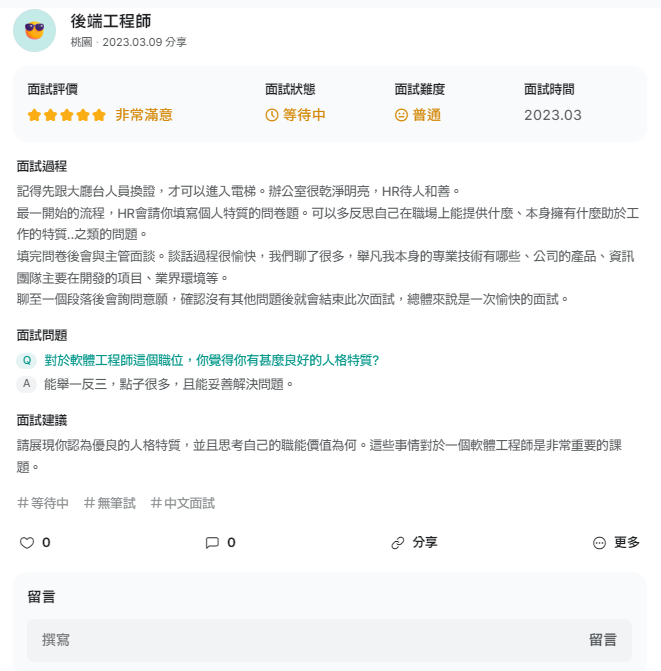 後端工程師
桃園 · 2023.03.09 分享
面試評價 面試狀態 面試難度 面試時間
非常滿意 等待中 普通 2023.03
面試過程
記得先跟大廳台人員換證，才可以進入電梯。辦公室很乾淨明亮，HR待人和善。
最一開始的流程，HR會請你填寫個人特質的問卷題。可以多反思自己在職場上能提供什麼、本身擁有什麼助於工
作的特質..之類的問題。
填完問卷後會與主管面談。談話過程很愉快，我們聊了很多，舉凡我本身的專業技術有哪些、公司的產品、資訊
團隊主要在開發的項目、業界環境等。
聊至一個段落後會詢問意願，確認沒有其他問題後就會結束此次面試，總體來說是一次愉快的面試。
面試問題
Q 對於軟體工程師這個職位，你覺得你有甚麼良好的人格特質?
A 能舉一反三，點子很多，且能妥善解決問題。
面試建議
請展現你認為優良的人格特質，並且思考自己的職能價值為何。這些事情對於一個軟體工程師是非常重要的課
題。
#等待中 #無筆試 #中文面試
0 0 分享 更多
留言
撰寫 留言